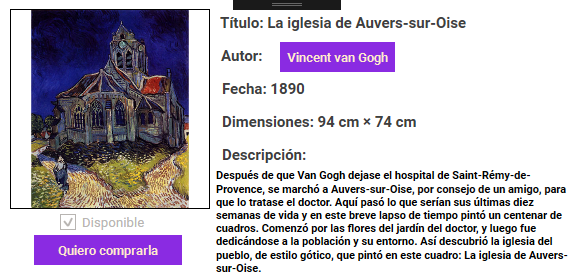 Título: La iglesia de Auvers-sur-Oise
Autor: Vincent van Gogh
Fecha: 1890
Dimensiones: 94 cm × 74 cm
Descripción:
Después de que Van Gogh dejase el hospital de Saint-Rémy-de-
Provence, se marchó a Auvers-sur-Oise, por consejo de un amigo, para
que lo tratase el doctor. Aquí pasó lo que serían sus últimas diez
semanas de vida y en este breve lapso de tiempo pintó un centenar de
cuadros. Comenzó por las flores del jardín del doctor, y luego fue
dedicándose a la población y su entorno. Así descubrió la iglesia del
pueblo, de estilo gótico, que pintó en este cuadro: La iglesia de Auvers-
sur-Oise.
Disponible
Quiero comprarla